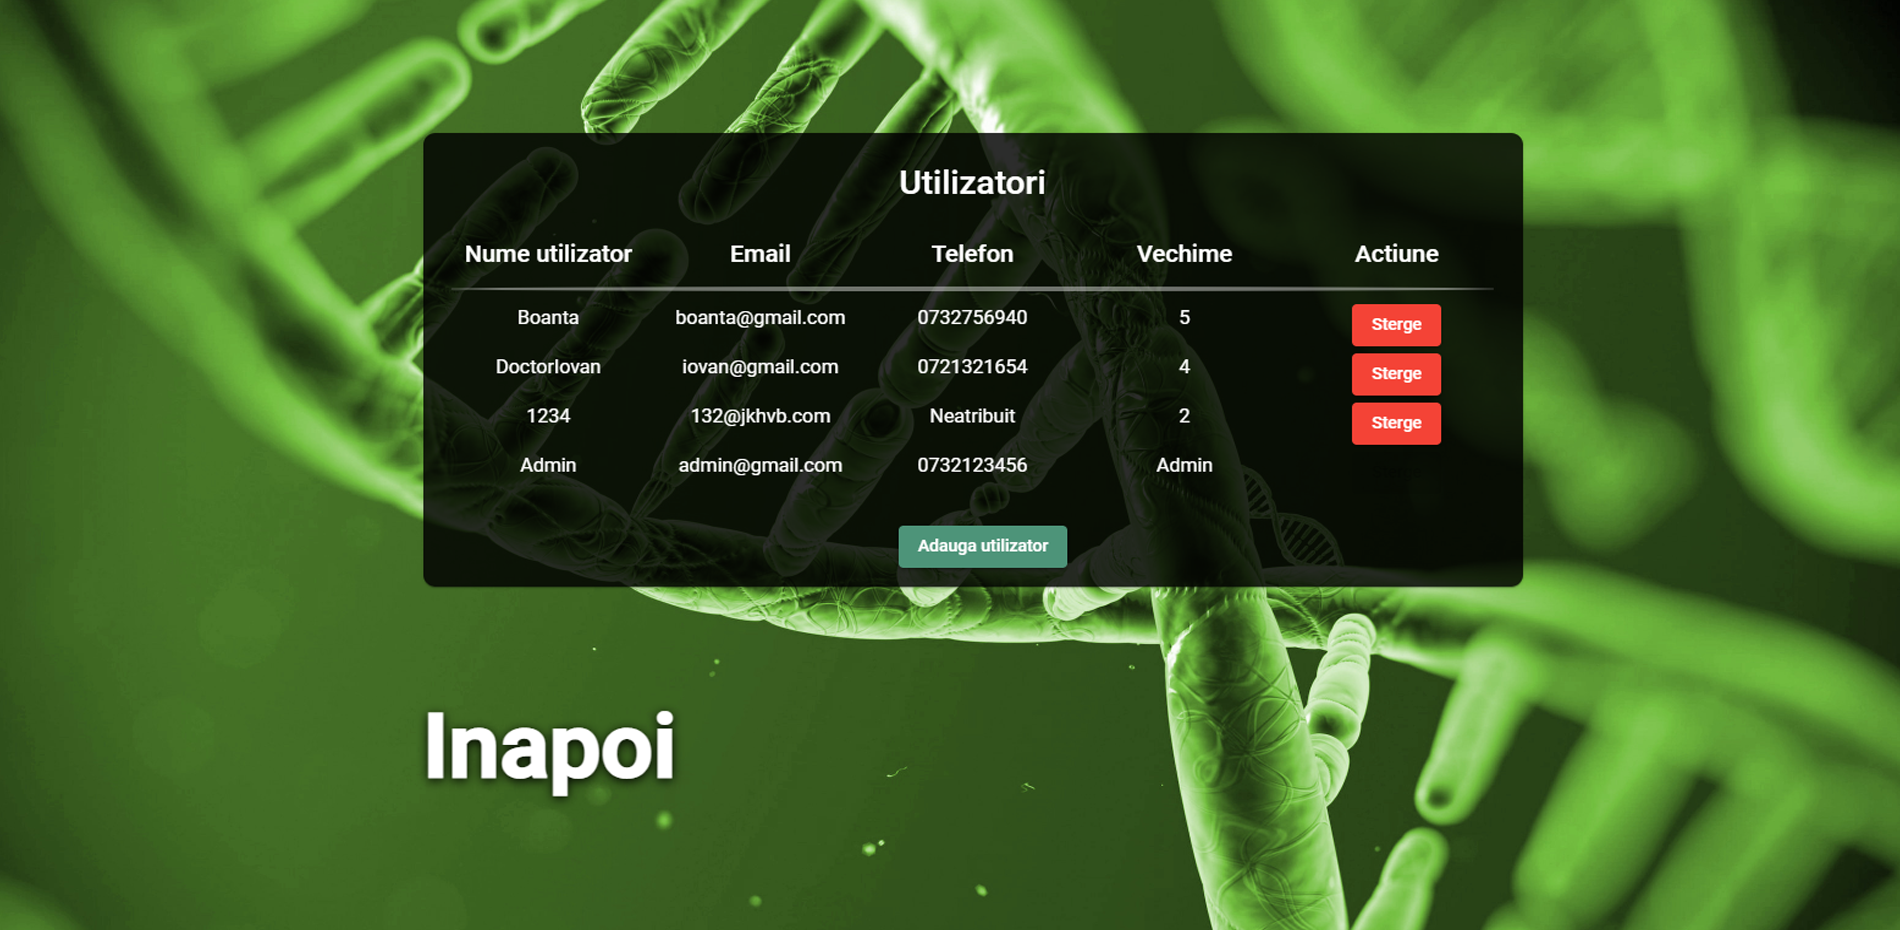 Utilizatori
Nume utilizator Email Telefon Vechime Actiune
Boanta boanta@gmail.com 0732756940 5 Sterge
DoctorIovan iovan@gmail.com 0721321654 4 Sterge
1234 132@jkhvb.com Neatribuit 2 Sterge
Admin admin@gmail.com 0732123456 Admin
Adauga utilizator
Inapoi